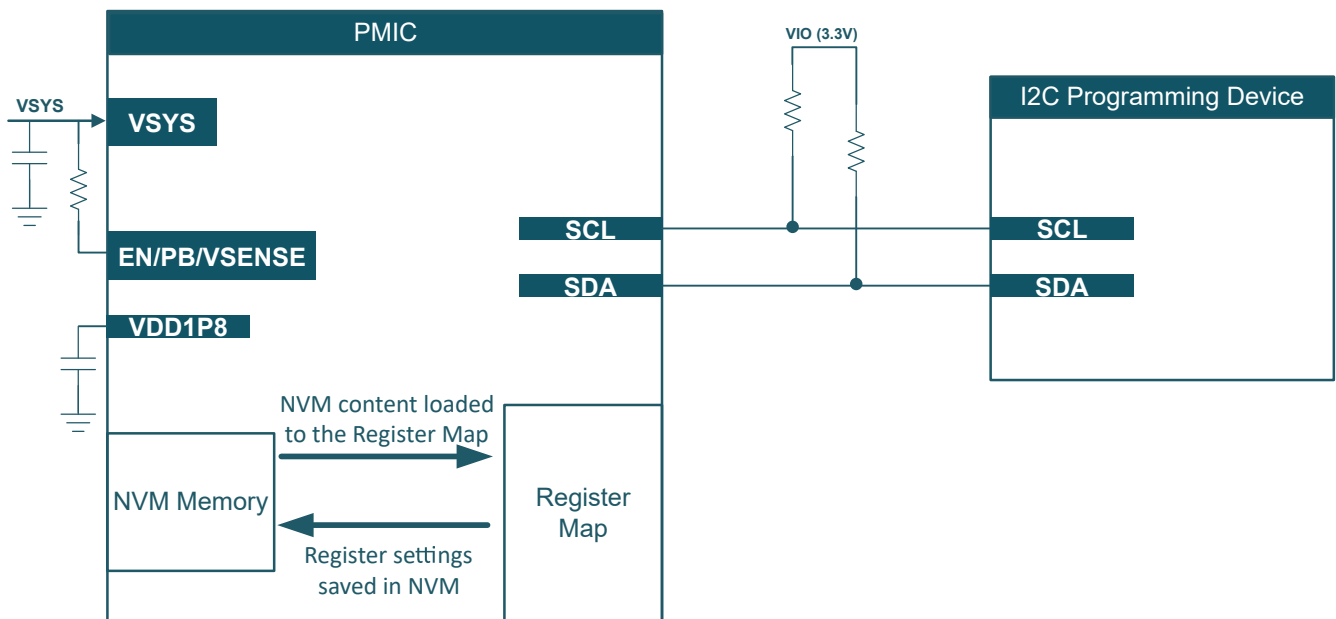 PMIC
VIO (3.3V)
I2C Programming Device
VSYS
VSYS
SCL
SCL
EN/PB/VSENSE
SDA
SDA
VDD1P8
NVM content loaded
to the Register Map
NVM Memory
Register
Map
Register settings
saved in NVM